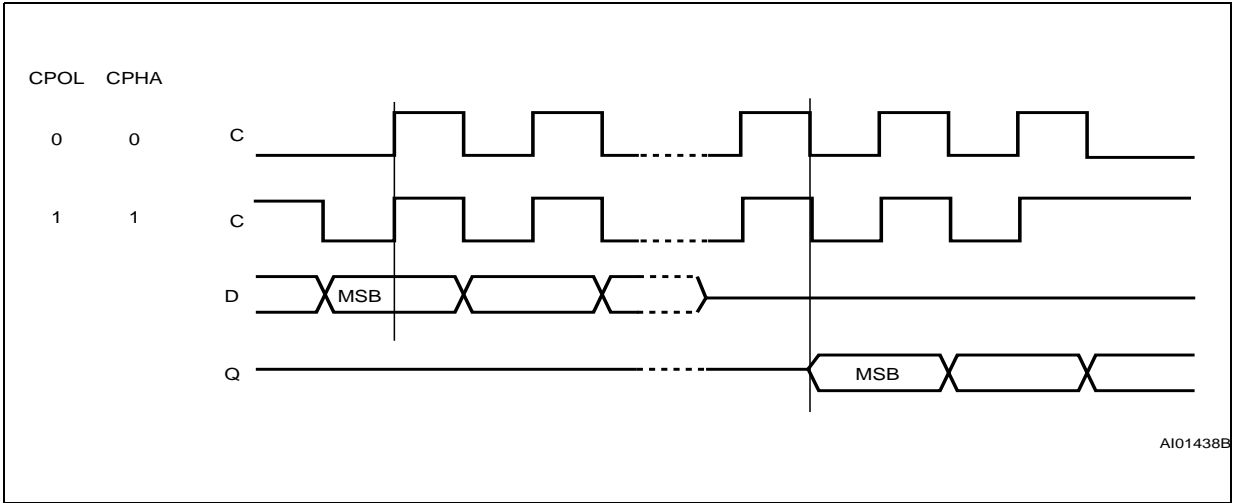 CPOL CPHA
0 0 C
1 1 C
D MSB
Q MSB
AI01438B